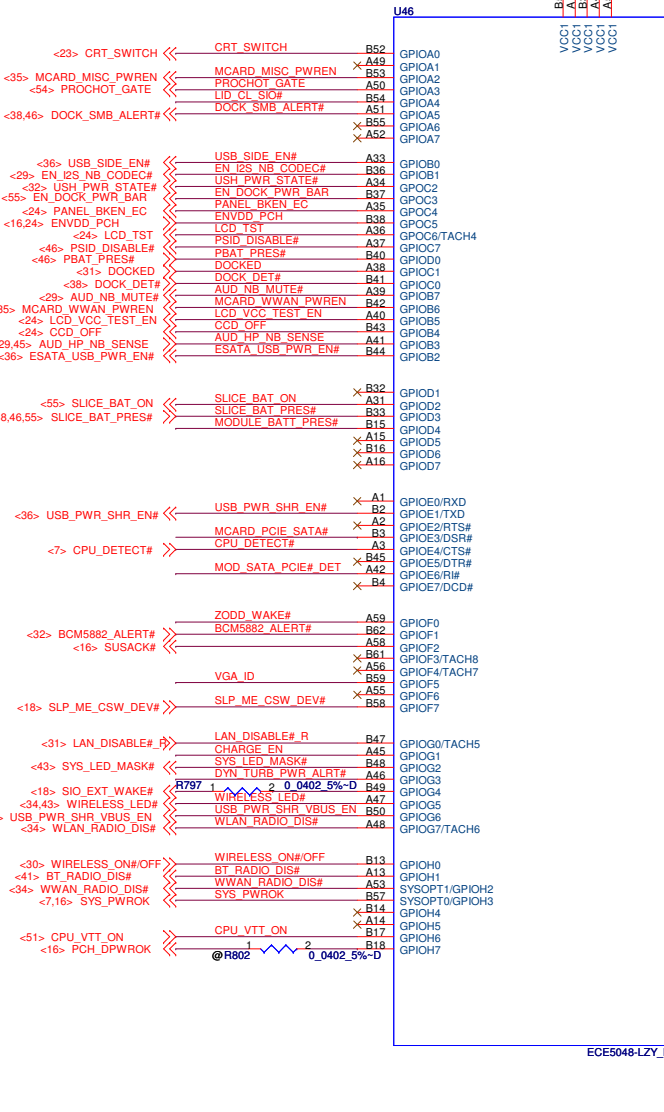 U46
B
A
B
A
A
VCC1
VCC1
VCC1
VCC1
VCC1
<23> CRT_SWITCH CRT_SWITCH B52 GPIOA0
A49 GPIOA1
<35> MCARD_MISC_PWREN MCARD_MISC_PWREN B53 GPIOA2
<54> PROCHOT_GATE PROCHOT_GATE A50 GPIOA3
LID_CL_SIO# B54 GPIOA4
<38,46> DOCK_SMB_ALERT# DOCK_SMB_ALERT# A51 GPIOA5
B55 GPIOA6
A52 GPIOA7
<36> USB_SIDE_EN# USB_SIDE_EN# A33 GPIOB0
<29> EN_I2S_NB_CODEC# EN_I2S_NB_CODEC# B36 GPIOB1
<32> USH_PWR_STATE# USH_PWR_STATE# A34 GPOC2
<55> EN_DOCK_PWR_BAR EN_DOCK_PWR_BAR B37 GPOC3
<24> PANEL_BKEN_EC PANEL_BKEN_EC A35 GPOC4
<16,24> ENVDD_PCH ENVDD_PCH B38 GPOC5
<24> LCD_TST LCD_TST A36 GPOC6/TACH4
<46> PSID_DISABLE# PSID_DISABLE# A37 GPIOC7
<46> PBAT_PRES# PBAT_PRES# B40 GPIOD0
<31> DOCKED DOCKED A38 GPIOC1
<38> DOCK_DET# DOCK_DET# B41 GPIOC0
<29> AUD_NB_MUTE# AUD_NB_MUTE# A39 GPIOB7
35> MCARD_WWAN_PWREN MCARD_WWAN_PWREN B42 GPIOB6
<24> LCD_VCC_TEST_EN LCD_VCC_TEST_EN A40 GPIOB5
<24> CCD_OFF CCD_OFF B43 GPIOB4
29,45> AUD_HP_NB_SENSE AUD_HP_NB_SENSE A41 GPIOB3
<36> ESATA_USB_PWR_EN# ESATA_USB_PWR_EN# B44 GPIOB2
B32 GPIOD1
<55> SLICE_BAT_ON SLICE_BAT_ON A31 GPIOD2
8,46,55> SLICE_BAT_PRES# SLICE_BAT_PRES# B33 GPIOD3
MODULE_BATT_PRES# B15 GPIOD4
A15 GPIOD5
B16 GPIOD6
A16 GPIOD7
A1 GPIOE0/RXD
<36> USB_PWR_SHR_EN# USB_PWR_SHR_EN# B2 GPIOE1/TXD
A2 GPIOE2/RTS#
MCARD_PCIE_SATA# B3 GPIOE3/DSR#
<7> CPU_DETECT# CPU_DETECT# A3 GPIOE4/CTS#
B45 GPIOE5/DTR#
MOD_SATA_PCIE#_DET A42 GPIOE6/RI#
B4 GPIOE7/DCD#
ZODD_WAKE# A59 GPIOF0
<32> BCM5882_ALERT# BCM5882_ALERT# B62 GPIOF1
<16> SUSACK# A58 GPIOF2
B61 GPIOF3/TACH8
A56 GPIOF4/TACH7
VGA_ID B59 GPIOF5
A55 GPIOF6
<18> SLP_ME_CSW_DEV# SLP_ME_CSW_DEV# B58 GPIOF7
<31> LAN_DISABLE#_R LAN_DISABLE#_R B47 GPIOG0/TACH5
CHARGE_EN A45 GPIOG1
<43> SYS_LED_MASK# SYS_LED_MASK# B48 GPIOG2
DYN_TURB_PWR_ALRT# A46 GPIOG3
<18> SIO_EXT_WAKE# R797 1 2 0_0402_5%~D B49 GPIOG4
<34,43> WIRELESS_LED# WIRELESS_LED# A47 GPIOG5
> USB_PWR_SHR_VBUS_EN USB_PWR_SHR_VBUS_EN B50 GPIOG6
<34> WLAN_RADIO_DIS# WLAN_RADIO_DIS# A48 GPIOG7/TACH6
<30> WIRELESS_ON#/OFF WIRELESS_ON#/OFF B13 GPIOH0
<41> BT_RADIO_DIS# BT_RADIO_DIS# A13 GPIOH1
<34> WWAN_RADIO_DIS# WWAN_RADIO_DIS# A53 SYSOPT1/GPIOH2
<7,16> SYS_PWROK SYS_PWROK B57 SYSOPT0/GPIOH3
B14 GPIOH4
A14 GPIOH5
<51> CPU_VTT_ON CPU_VTT_ON B17 GPIOH6
<16> PCH_DPWROK @R802 1 2 0_0402_5%~D B18 GPIOH7
ECE5048-LZY_